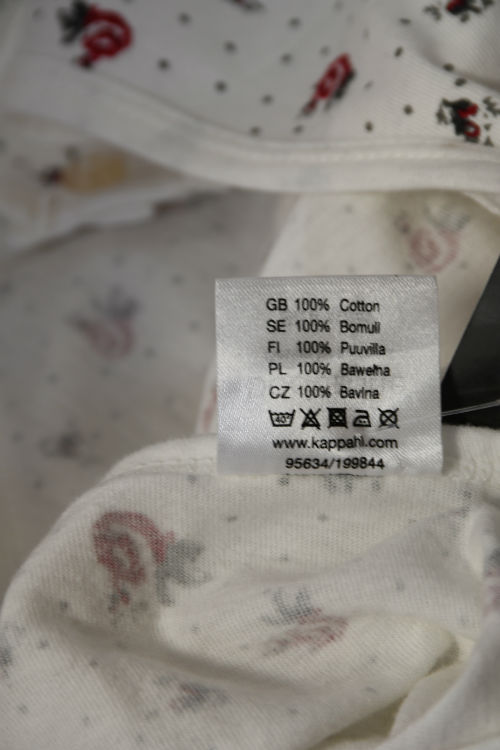 GB 100% Cotton
SE 100% Bomull
FI 100% Puuvilla
PL 100% Bawełna
CZ 100% Bavlna
40°
www.kappahl.com
95634/199844